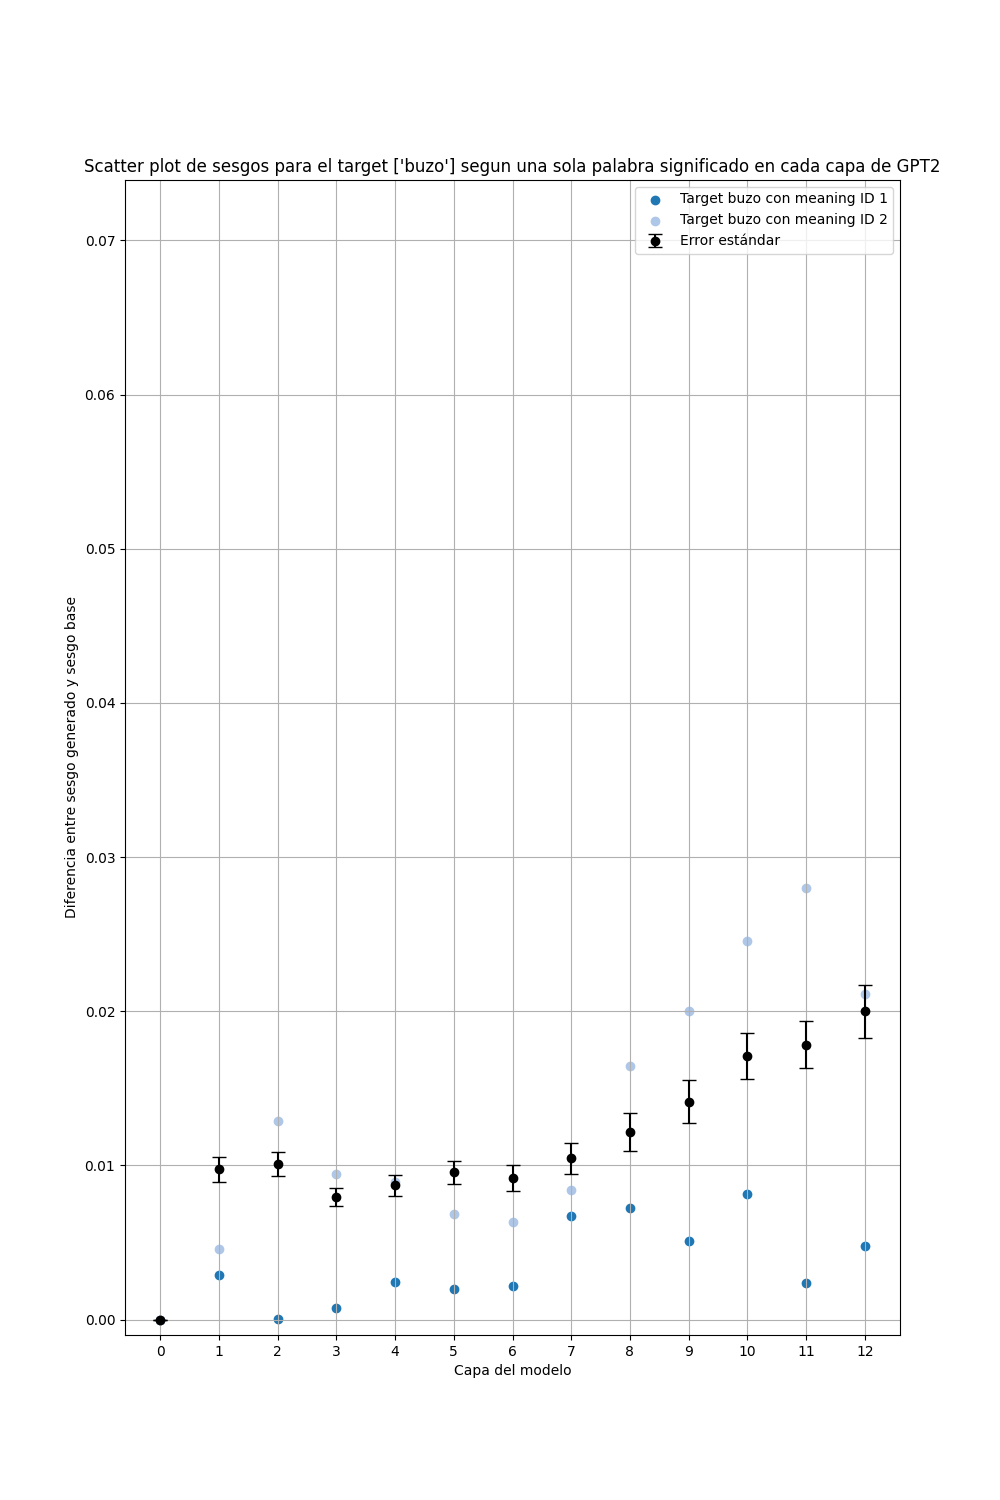 Scatter plot de sesgos para el target ['buzo'] segun una sola palabra significado en cada capa de GPT2
Target buzo con meaning ID 1
Target buzo con meaning ID 2
Error estándar
Diferencia entre sesgo generado y sesgo base
0.07
0.06
0.05
0.04
0.03
0.02
0.01
0.00
0 1 2 3 4 5 6 7 8 9 10 11 12
Capa del modelo